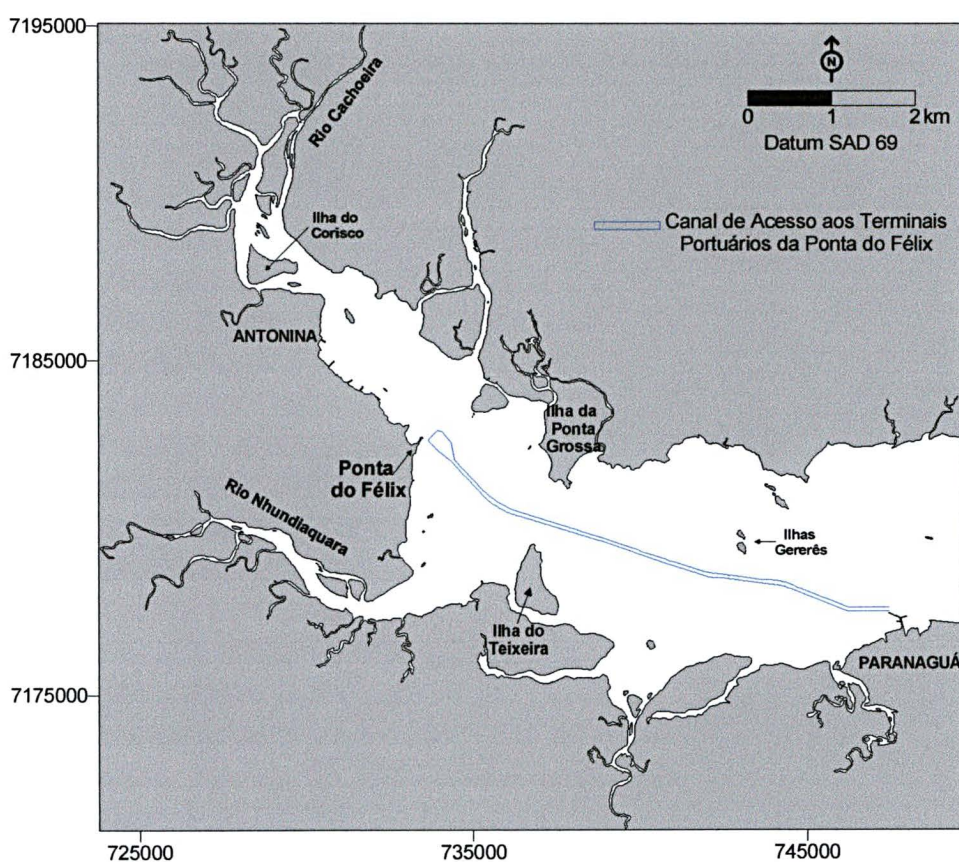 7195000
N
0 1 2 km
Datum SAD 69
Rio Cachoeira
Ilha do
Corisco
Canal de Acesso aos Terminais
Portuários da Ponta do Félix
ANTONINA
7185000
Ilha da
Ponta
Grossa
Ponta
do Félix
Rio Nhundiaquara
Ilhas
Gererês
Ilha do
Teixeira
PARANAGUÁ
7175000
725000 735000 745000